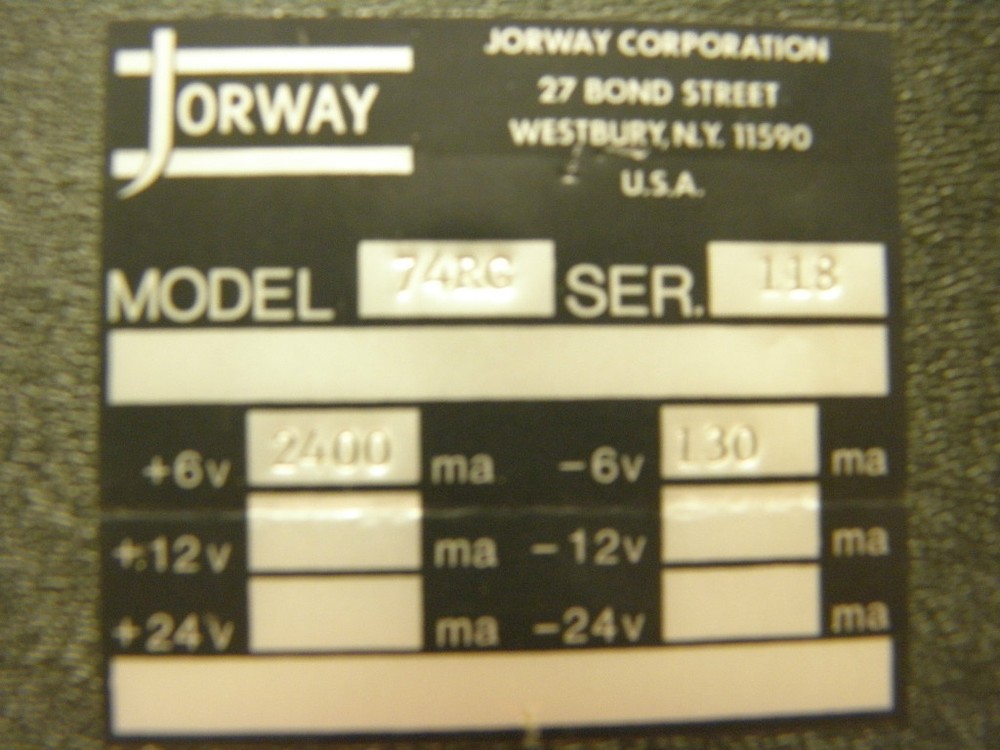 JORWAY
JORWAY CORPORATION
27 BOND STREET
WESTBURY, N.Y. 11590
U.S.A.
MODEL 74RG SER. 118
+6v 2400 ma -6v 130 ma
+12v ma -12v ma
+24v ma -24v ma